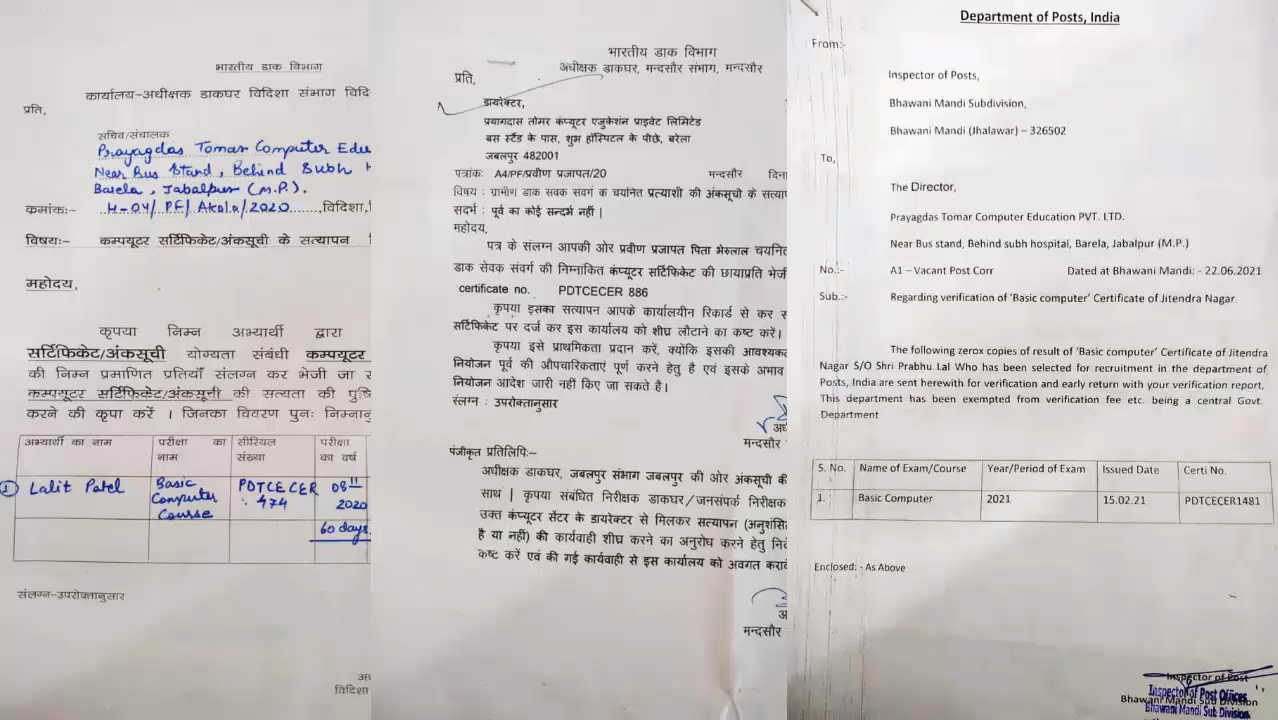 भारतीय डाक विभाग
कार्यालय-अधीक्षक डाकघर विदिशा संभाग
प्रति,
सचिव/संचालक
Prayagdas Tomar Computer
Near Bus Stand, Behind Subh
Barela, Jabalpur (M.P.).
कमांक:- H-04/PF/Akola/2020 ,विदिशा,
विषय:- कम्पयूटर सर्टिफिकेट/अंकसूची के सत्यापन
महोदय,
कृपया निम्न अभ्यार्थी द्वारा
सर्टिफिकेट/अंकसूची योग्यता संबंधी कम्पयूटर
की निम्न प्रमाणित प्रतियाँ संलग्न कर भेजी जा
कम्पयूटर सर्टिफिकेट/अंकसूची की सत्यता की
करने की कृपा करें । जिनका विवरण पुनः
अभ्यार्थी का नाम परीक्षा का नाम सीरियल संख्या परीक्षा का वर्ष
① Lalit Patel Basic Computer Course PDTCECER 474 08 2020
60 days
संलग्न-उपरोक्तानुसार
विदिशा
भारतीय डाक विभाग
अधीक्षक डाकघर, मन्दसौर संभाग, मन्दसौर
प्रति,
डायरेक्टर,
प्रयागदास तोमर कंप्यूटर एजुकेशन प्राइवेट लिमिटेड
बस स्टैंड के पास, शुभ हॉस्पिटल के पीछे, बरेला
जबलपुर 482001
पत्रांक: A4/PF/प्रवीण प्रजापत/20 मन्दसौर
विषय : ग्रामीण डाक सवक सवर्ग क चयनित प्रत्याशी की अंकसूची के
सदर्भ : पूर्व का कोई सन्दर्भ नहीं |
महोदय,
पत्र के संलग्न आपकी ओर प्रवीण प्रजापत पिता भेरुलाल
डाक सेवक संवर्ग की निम्नांकित कंप्यूटर सर्टिफिकेट की छायाप्रति
certificate no. PDTCECER 886
कृपया इसका सत्यापन आपके कार्यालयीन रिकार्ड से कर
सर्टिफिकेट पर दर्ज कर इस कार्यालय को शीघ्र लौटाने का कष्ट करें|
कृपया इसे प्राथमिकता प्रदान करें, क्योंकि इसकी
नियोजन पूर्व की औपचारिकताएं पूर्ण करने हेतु है एवं इसके अभाव
नियोजन आदेश जारी नहीं किए जा सकते है |
संलग्न : उपरोक्तानुसार
मन्दसौर
पंजीकृत प्रतिलिपि:–
अधीक्षक डाकघर, जबलपुर संभाग जबलपुर की ओर अंकसूची की
साथ | कृपया संबंधित निरीक्षक डाकघर/जनसंपर्क निरीक्षक
उक्त कंप्यूटर सेंटर के डायरेक्टर से मिलकर सत्यापन
है या नहीं) की कार्यवाही शीघ्र करने का अनुरोध करने हेतु
कष्ट करें एवं की गई कार्यवाही से इस कार्यालय को अवगत
मन्दसौर
Department of Posts, India
From:-
Inspector of Posts,
Bhawani Mandi Subdivision,
Bhawani Mandi (Jhalawar) – 326502
To,
The Director,
Prayagdas Tomar Computer Education PVT. LTD.
Near Bus stand, Behind subh hospital, Barela, Jabalpur (M.P.)
No.:- A1 – Vacant Post Corr Dated at Bhawani Mandi: - 22.06.2021
Sub.:- Regarding verification of 'Basic computer' Certificate of Jitendra Nagar.
The following zerox copies of result of 'Basic computer' Certificate of Jitendra
Nagar S/O Shri Prabhu Lal Who has been selected for recruitment in the department of
Posts, India are sent herewith for verification and early return with your verification report.
This department has been exempted from verification fee etc. being a central Govt.
Department
S. No. Name of Exam/Course Year/Period of Exam Issued Date Certi No.
1. Basic Computer 2021 15.02.21 PDTCECER1481
Enclosed: - As Above
Inspector of Post
Bhawani Mandi Sub Division
Inspector of Post Offices
Bhawani Mandi Sub Division